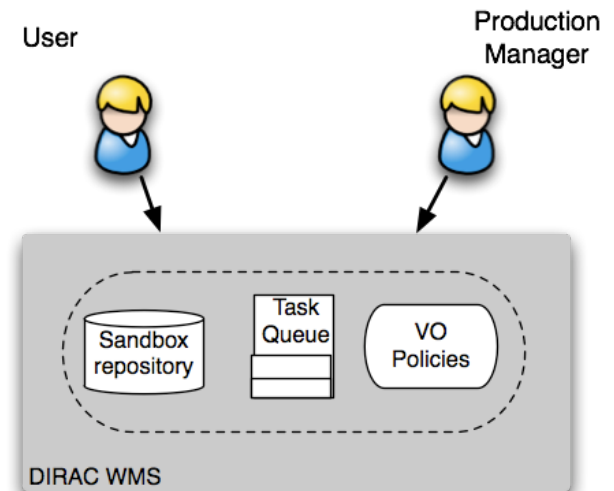 User
Production
Manager
Sandbox
repository
Task
Queue
VO
Policies
DIRAC WMS